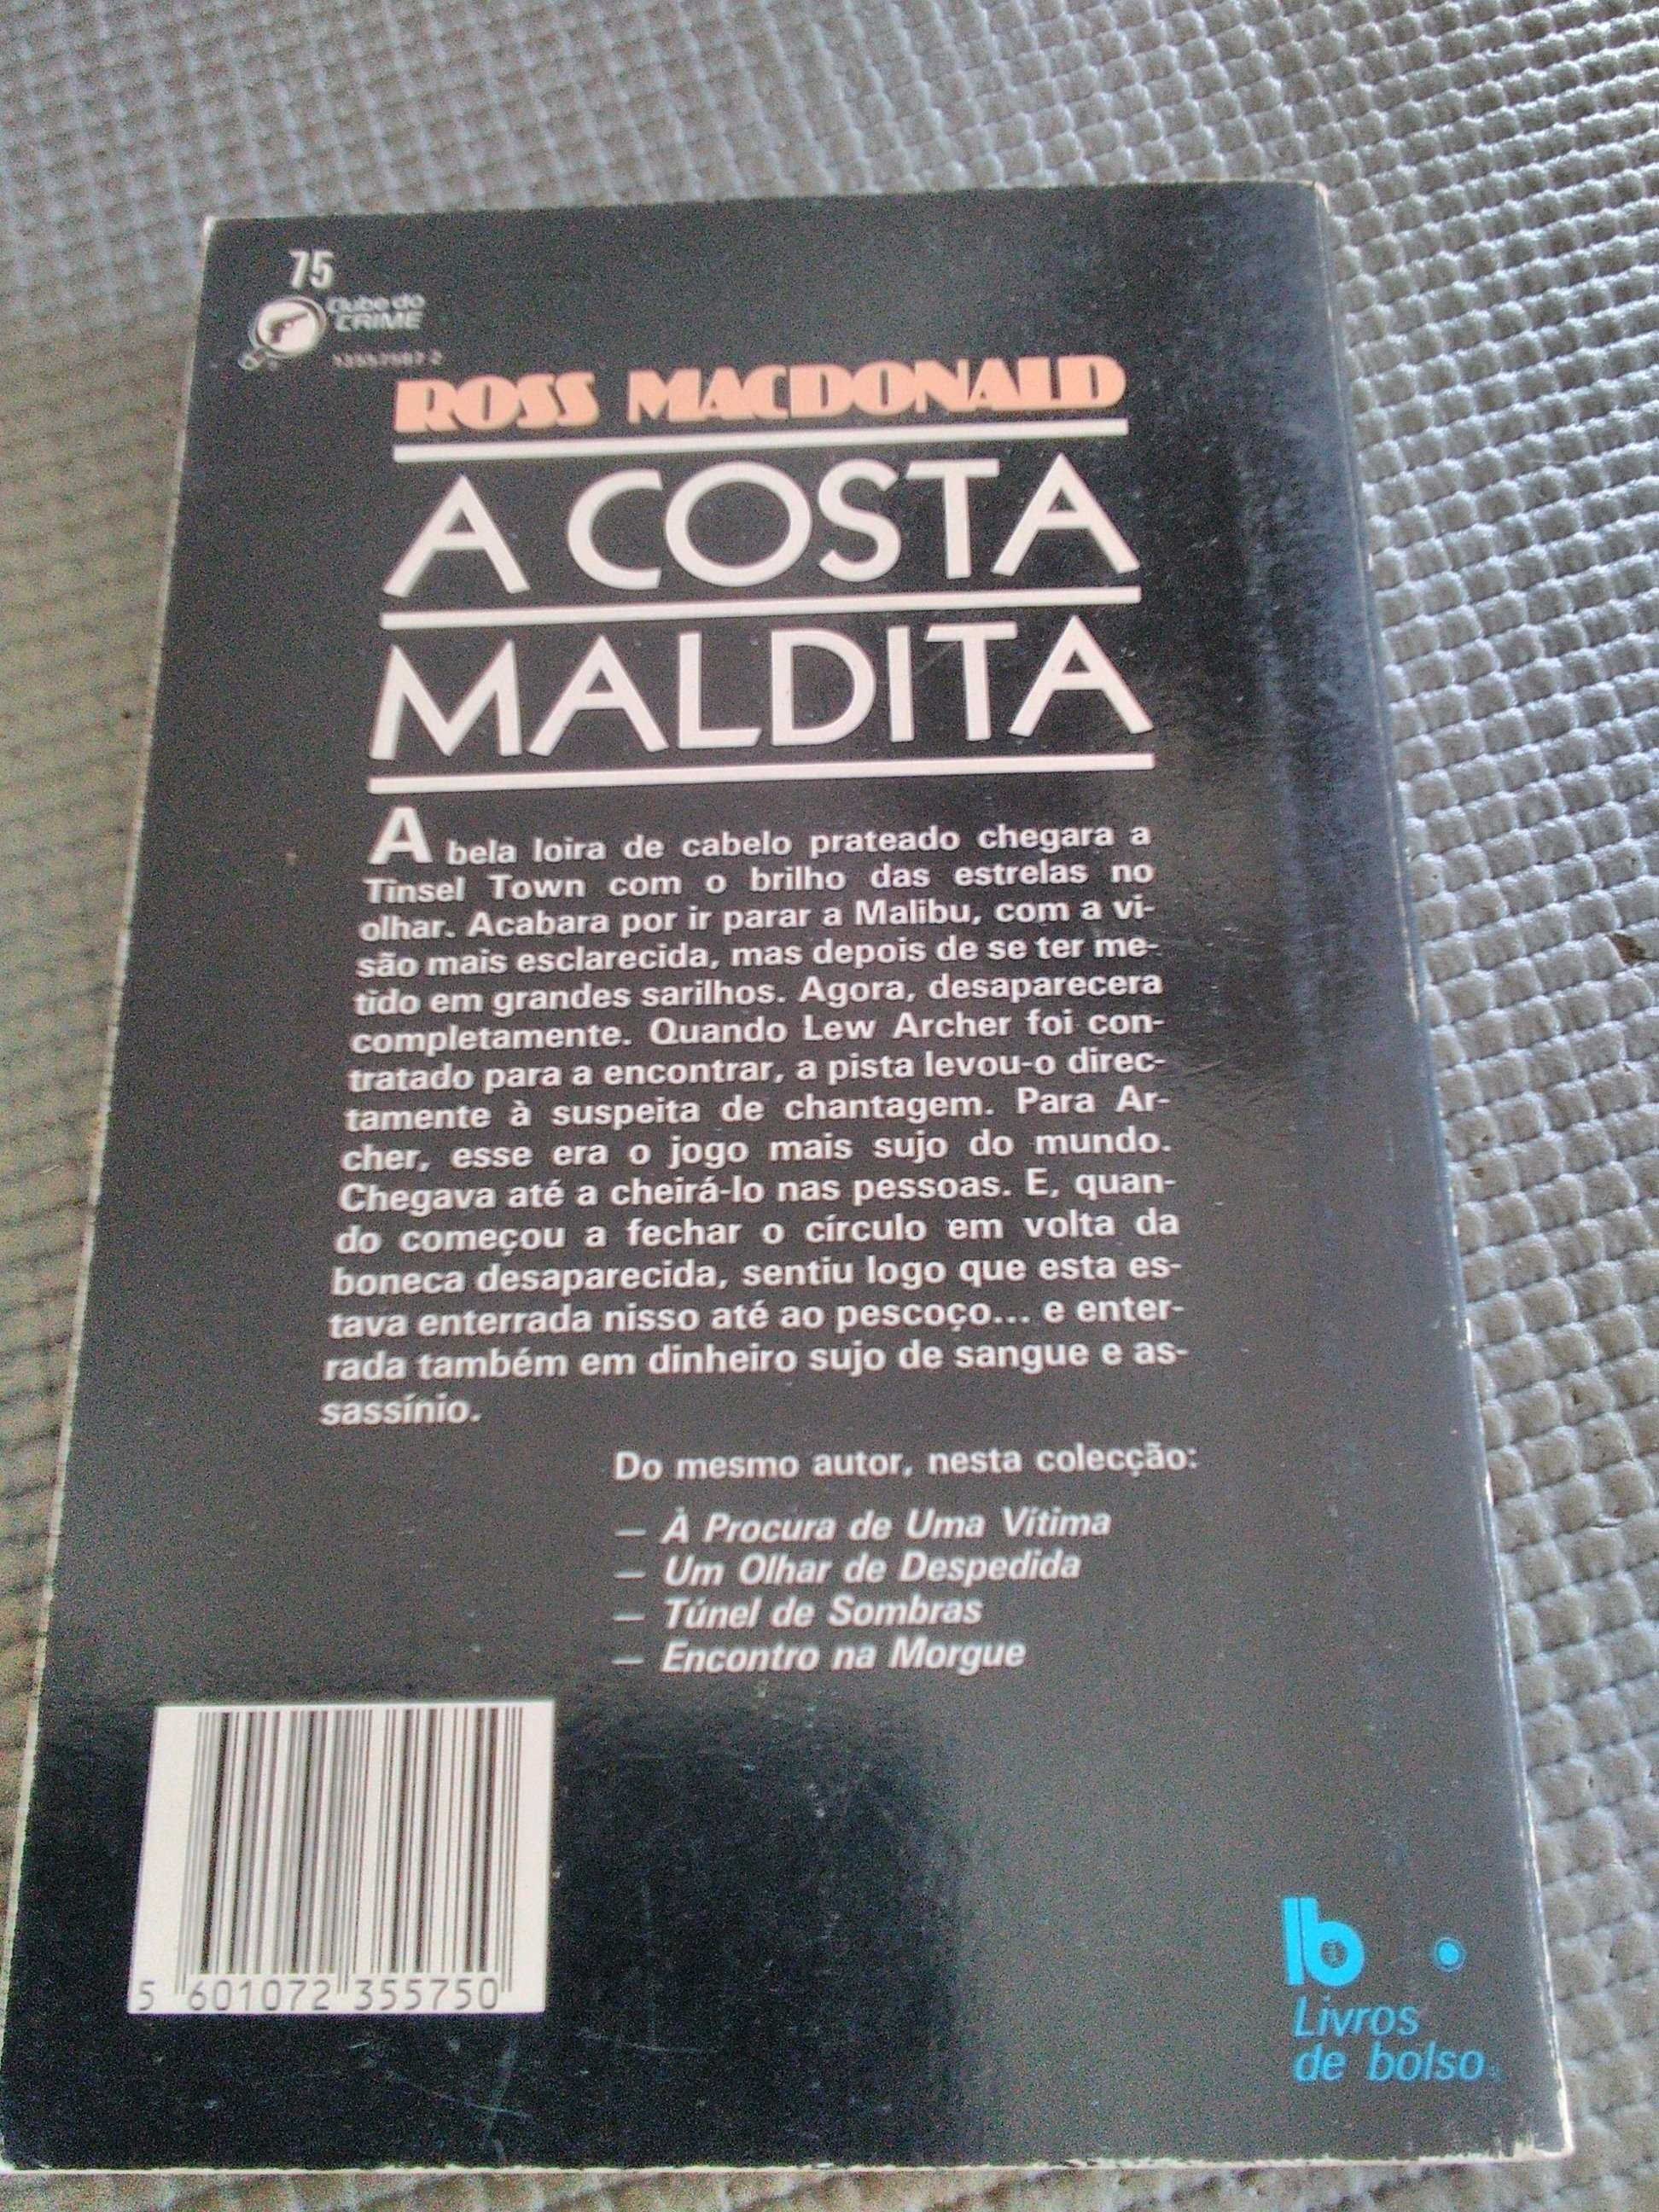 75
Clube do
CRIME
ROSS MACDONALD
A COSTA
MALDITA
A bela loira de cabelo prateado chegara a
Tinsel Town com o brilho das estrelas no
olhar. Acabara por ir parar a Malibu, com a vi-
são mais esclarecida, mas depois de se ter me-
tido em grandes sarilhos. Agora, desaparecera
completamente. Quando Lew Archer foi con-
tratado para a encontrar, a pista levou-o direc-
tamente à suspeita de chantagem. Para Ar-
cher, esse era o jogo mais sujo do mundo.
Chegava até a cheirá-lo nas pessoas. E, quan-
do começou a fechar o círculo em volta da
boneca desaparecida, sentiu logo que esta es-
tava enterrada nisso até ao pescoço... e enter-
rada também em dinheiro sujo de sangue e as-
sassínio.
Do mesmo autor, nesta colecção:
— À Procura de Uma Vítima
— Um Olhar de Despedida
— Túnel de Sombras
— Encontro na Morgue
5 601072 355750
lb
Livros
de bolso